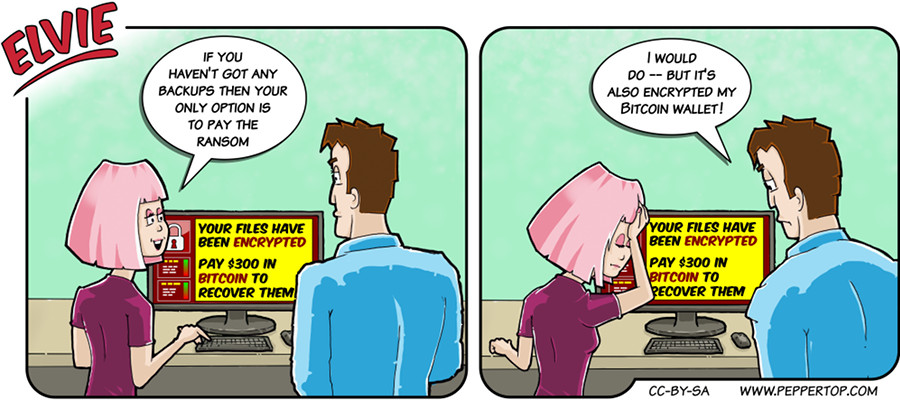 ELVIE
IF YOU
HAVEN'T GOT ANY
BACKUPS THEN YOUR
ONLY OPTION IS
TO PAY THE
RANSOM
YOUR FILES HAVE
BEEN ENCRYPTED
PAY $300 IN
BITCOIN TO
RECOVER THEM
I WOULD
DO -- BUT IT'S
ALSO ENCRYPTED MY
BITCOIN WALLET!
YOUR FILES HAVE
BEEN ENCRYPTED
PAY $300 IN
BITCOIN TO
RECOVER THEM
CC-BY-SA
WWW.PEPPERTOP.COM